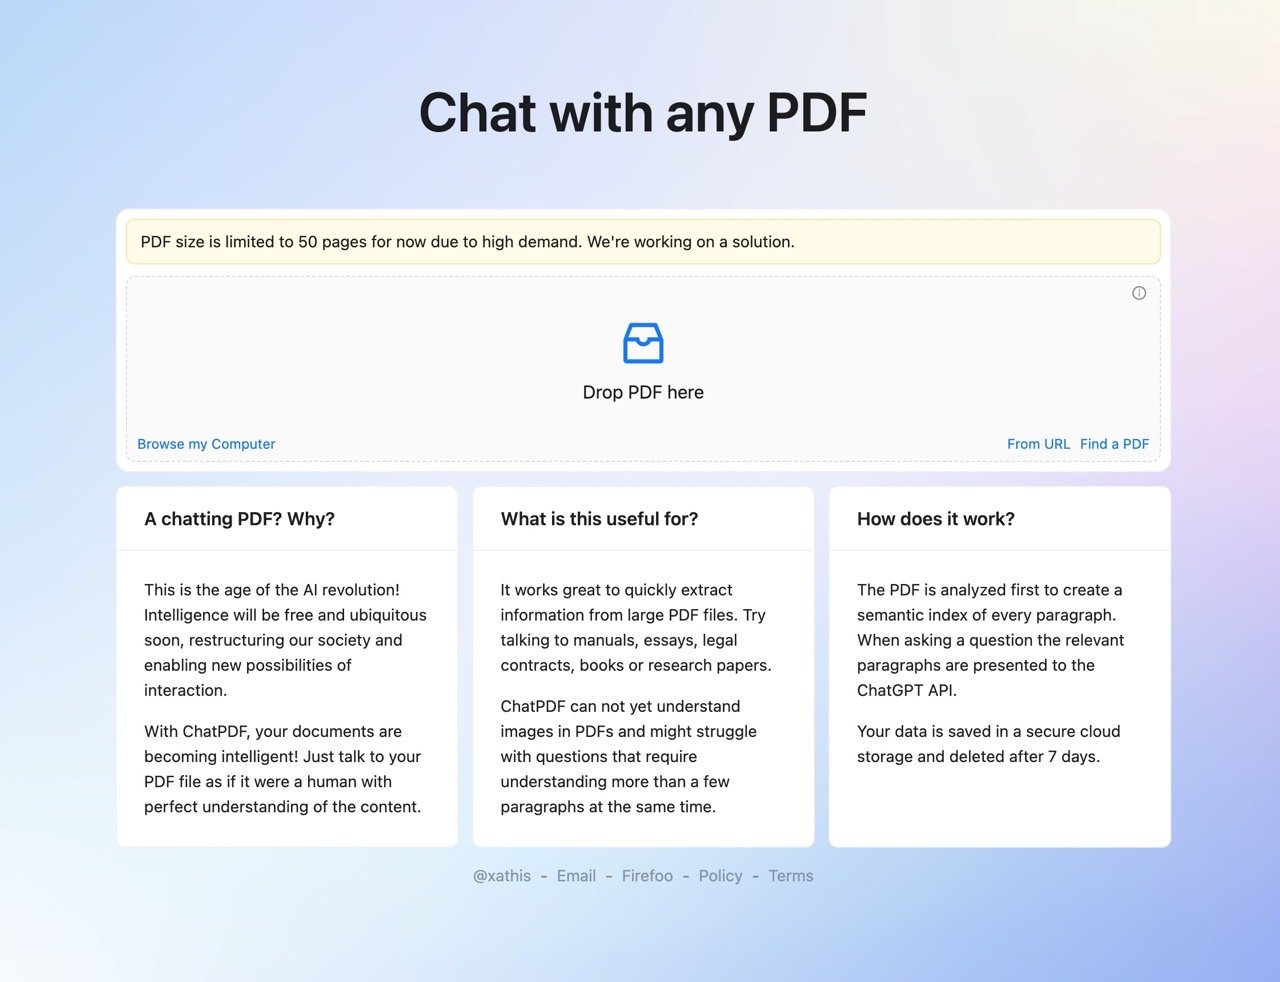 Chat with any PDF
PDF size is limited to 50 pages for now due to high demand. We're working on a solution.
Drop PDF here
Browse my Computer
From URL Find a PDF
A chatting PDF? Why?
This is the age of the AI revolution!
Intelligence will be free and ubiquitous
soon, restructuring our society and
enabling new possibilities of
interaction.
With ChatPDF, your documents are
becoming intelligent! Just talk to your
PDF file as if it were a human with
perfect understanding of the content.
What is this useful for?
It works great to quickly extract
information from large PDF files. Try
talking to manuals, essays, legal
contracts, books or research papers.
ChatPDF can not yet understand
images in PDFs and might struggle
with questions that require
understanding more than a few
paragraphs at the same time.
How does it work?
The PDF is analyzed first to create a
semantic index of every paragraph.
When asking a question the relevant
paragraphs are presented to the
ChatGPT API.
Your data is saved in a secure cloud
storage and deleted after 7 days.
@xathis - Email - Firefoo - Policy - Terms